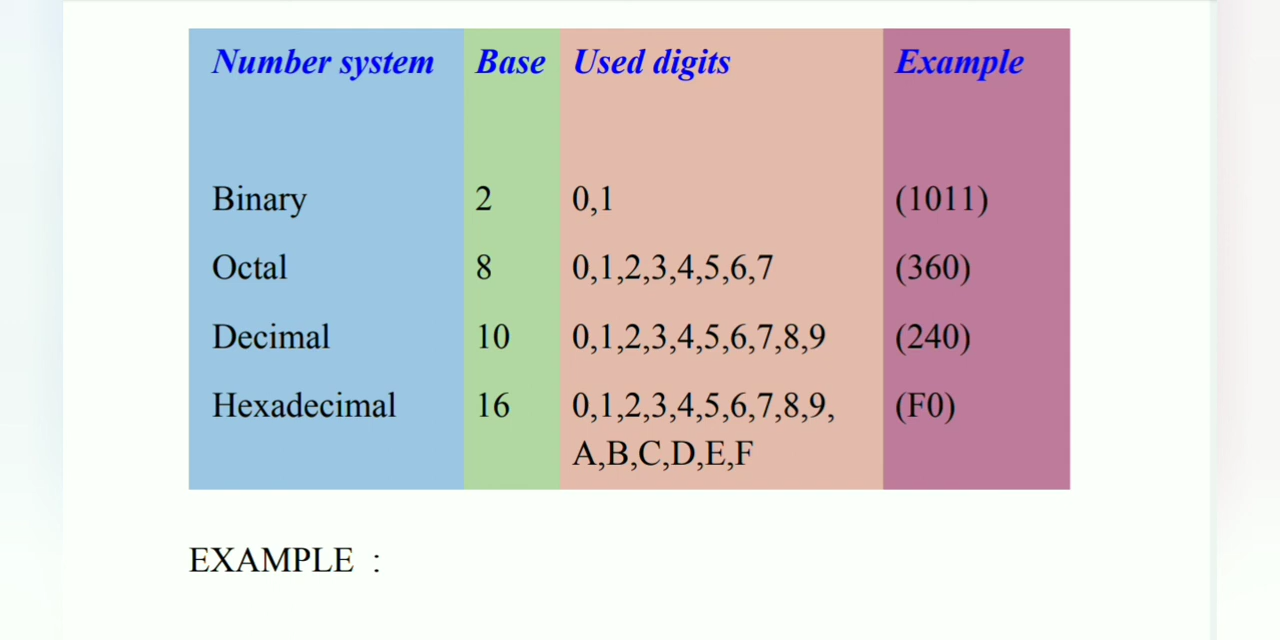 Number system Base Used digits Example
Binary 2 0,1 (1011)
Octal 8 0,1,2,3,4,5,6,7 (360)
Decimal 10 0,1,2,3,4,5,6,7,8,9 (240)
Hexadecimal 16 0,1,2,3,4,5,6,7,8,9, (F0)
A,B,C,D,E,F
EXAMPLE :